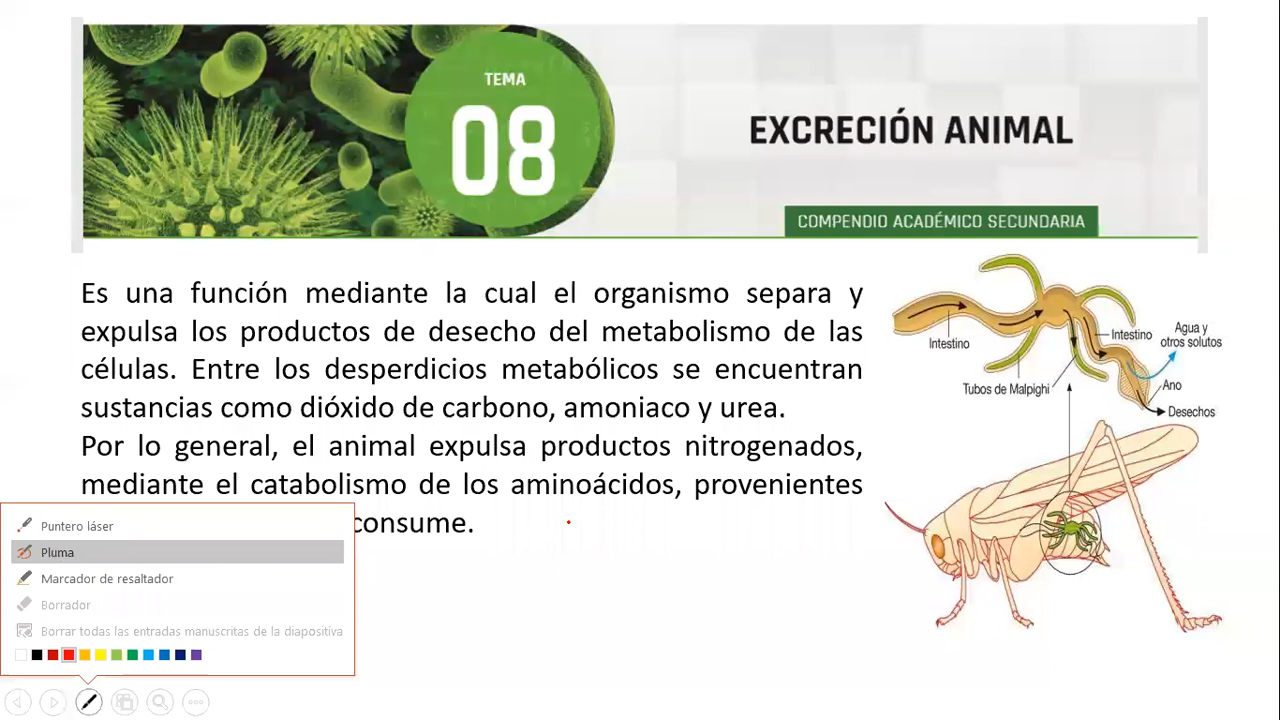 TEMA
08
EXCRECIÓN ANIMAL
COMPENDIO ACADÉMICO SECUNDARIA
Es una función mediante la cual el organismo separa y
expulsa los productos de desecho del metabolismo de las
células. Entre los desperdicios metabólicos se encuentran
sustancias como dióxido de carbono, amoniaco y urea.
Por lo general, el animal expulsa productos nitrogenados,
mediante el catabolismo de los aminoácidos, provenientes
consume.
Intestino
Intestino
Agua y
otros solutos
Tubos de Malpighi
Ano
Desechos
Puntero láser
Pluma
Marcador de resaltador
Borrador
Borrar todas las entradas manuscritas de la diapositiva